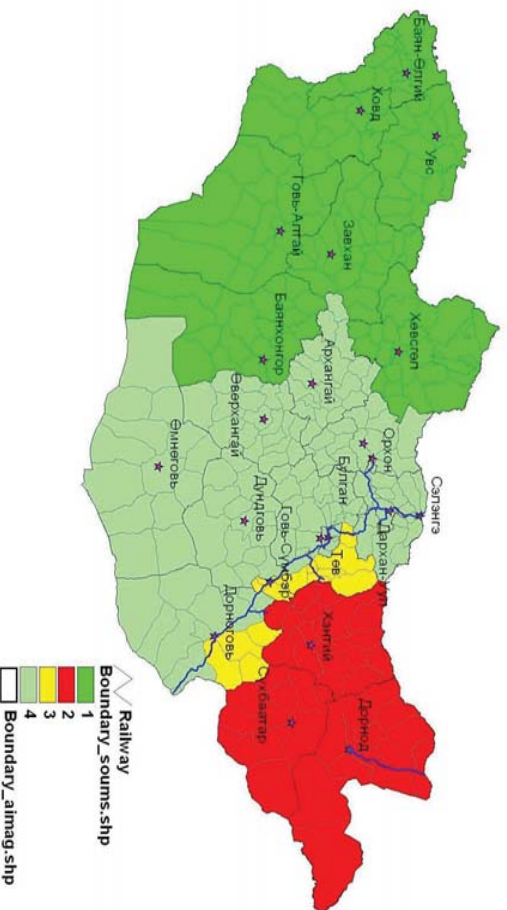 Баян-Өлгий
Увс
Ховд
Говь-Алтай
Завхан
Хөвсгөл
Баянхонгор
Архангай
Өвөрхангай
Өмнөговь
Орхон
Булган
Сэлэнгэ
Дархан-Уул
Төв
Говь-Сүмбэр
Дундговь
Дорноговь
Хэнтий
Сүхбаатар
Дорнод
Railway
Boundary_soums.shp
1
2
3
4
Boundary_aimag.shp